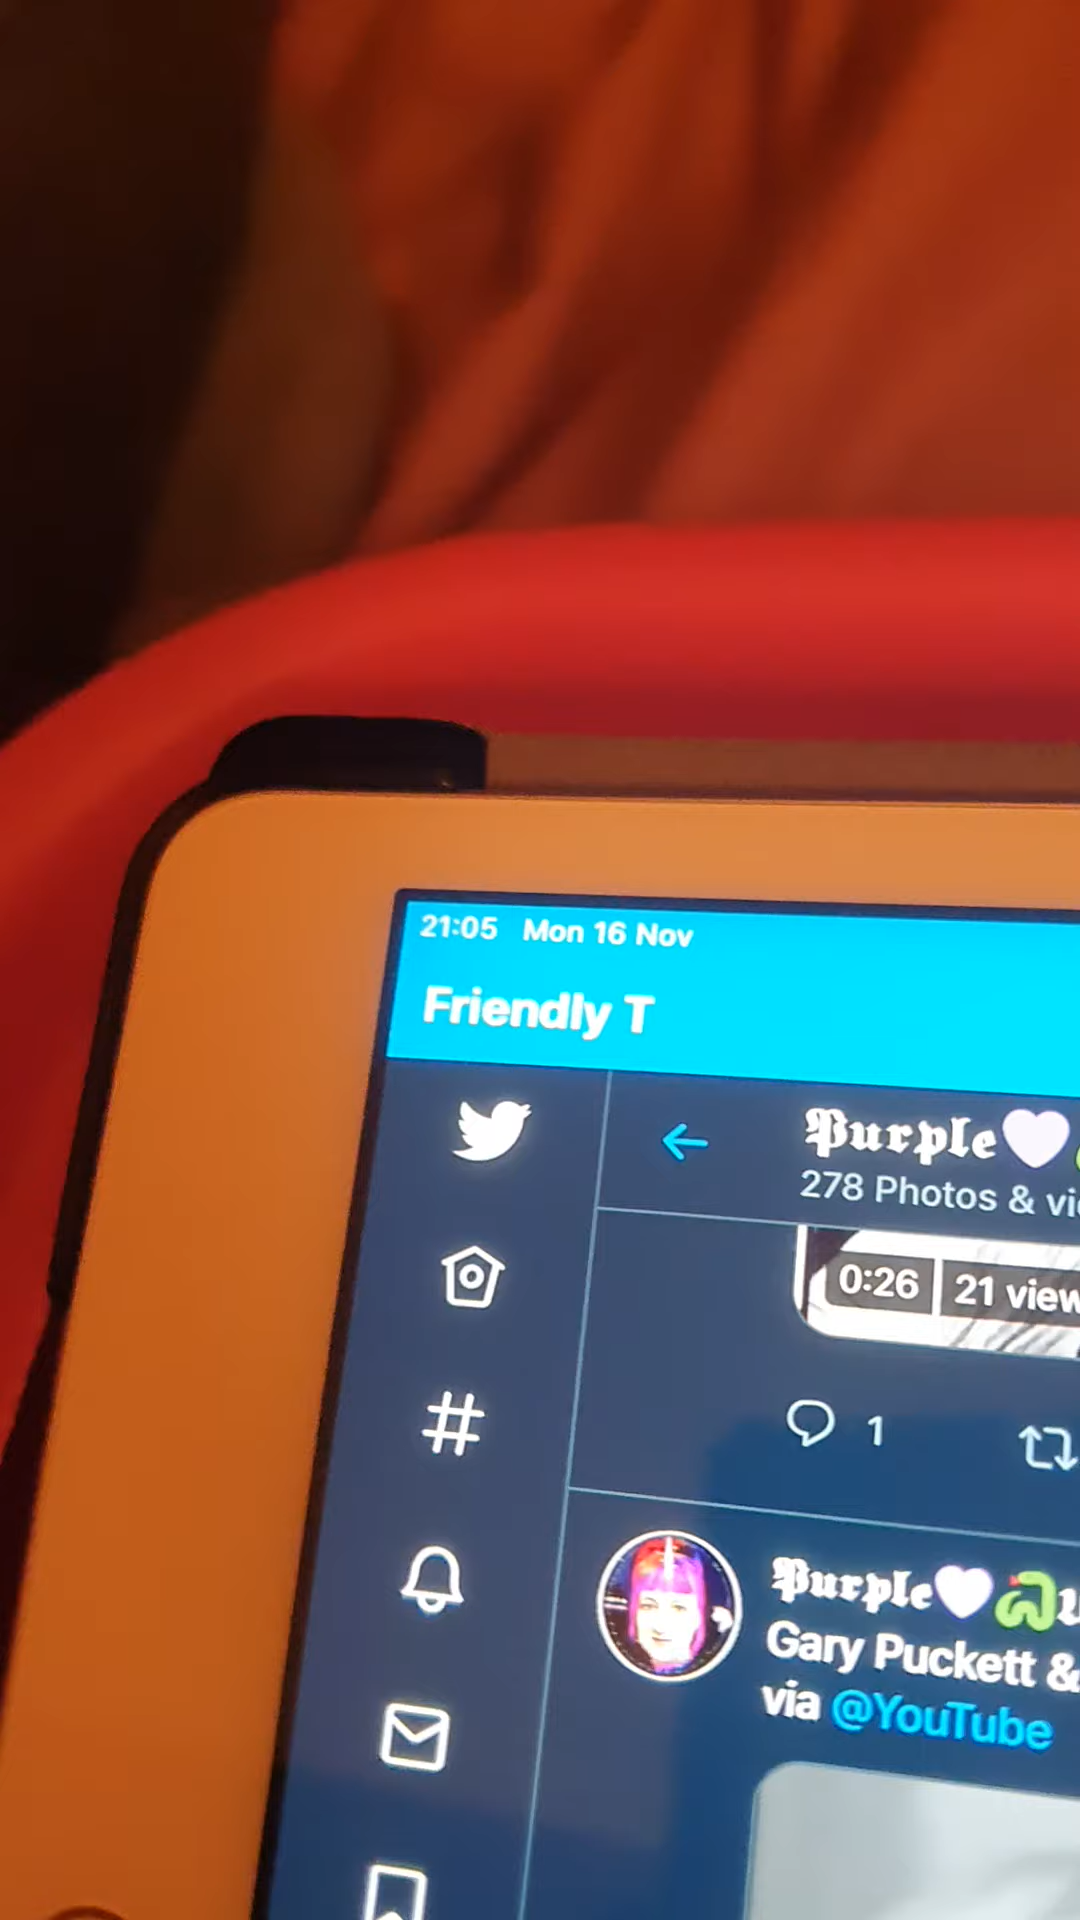 21:05 Mon 16 Nov
Friendly T
𝕻𝖚𝖗𝖕𝖑𝖊🤍
278 Photos & vi
0:26 21 view
1
𝕻𝖚𝖗𝖕𝖑𝖊🤍
Gary Puckett &
via @YouTube